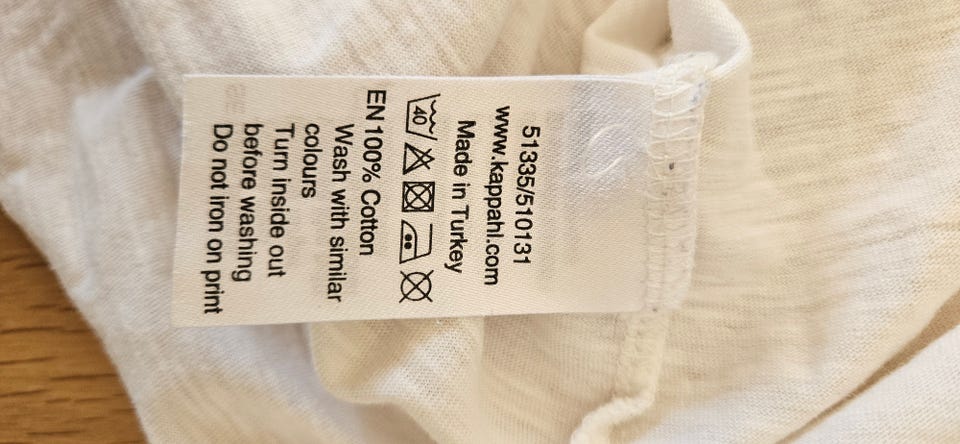 51335/510131
www.kappahl.com
Made in Turkey
40
EN 100% Cotton
Wash with similar
colours
Turn inside out
before washing
Do not iron on print